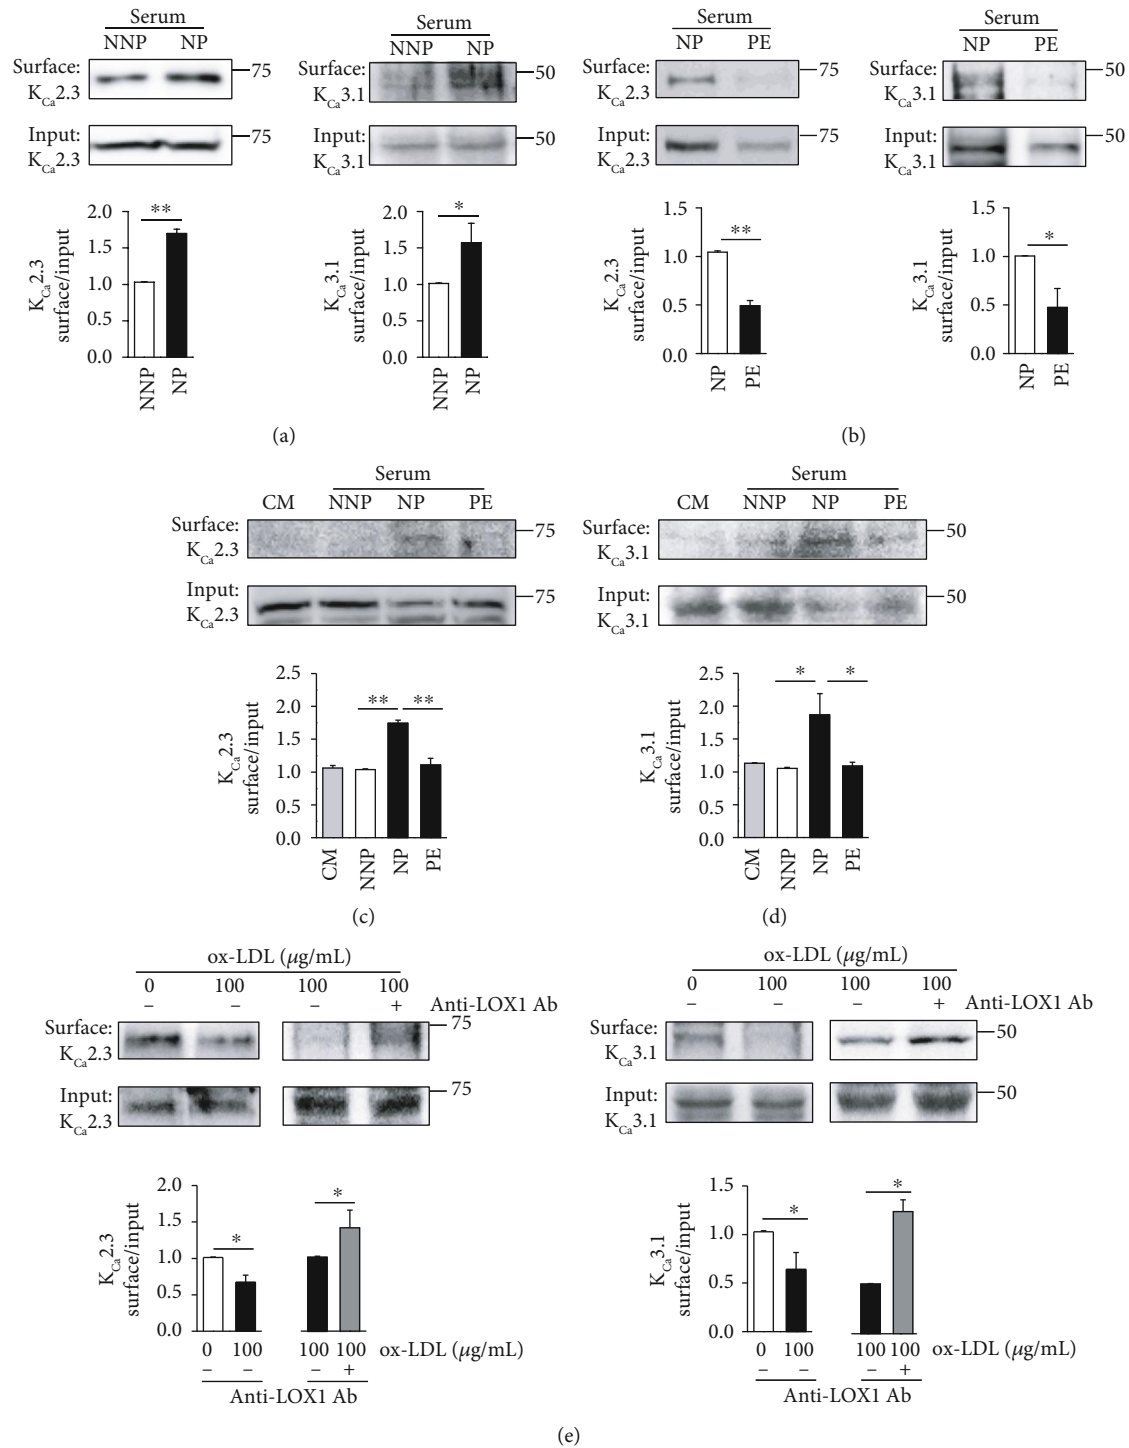 Serum
NNP NP
Surface: 75
KCa2.3
Input: 75
KCa2.3
2.0
1.5
1.0
0.5
0.0
KCa2.3
surface/input
**
NNP NP
Serum
NNP NP
Surface: 50
KCa3.1
Input: 50
KCa3.1
2.0
1.5
1.0
0.5
0.0
KCa3.1
surface/input
*
NNP NP
(a)
Serum
NP PE
Surface: 75
KCa2.3
Input: 75
KCa2.3
1.5
1.0
0.5
0.0
KCa2.3
surface/input
**
NP PE
Serum
NP PE
Surface: 50
KCa3.1
Input: 50
KCa3.1
1.5
1.0
0.5
0.0
KCa3.1
surface/input
*
NP PE
(b)
Serum
CM NNP NP PE
Surface: 75
KCa2.3
Input: 75
KCa2.3
2.5
2.0
1.5
1.0
0.5
0.0
KCa2.3
surface/input
** **
CM NNP NP PE
(c)
Serum
CM NNP NP PE
Surface: 50
KCa3.1
Input: 50
KCa3.1
2.5
2.0
1.5
1.0
0.5
0.0
KCa3.1
surface/input
* *
CM NNP NP PE
(d)
ox-LDL (μg/mL)
0 100 100 100
– – – + Anti-LOX1 Ab
Surface: 75
KCa2.3
Input: 75
KCa2.3
2.0
1.5
1.0
0.5
0.0
KCa2.3
surface/input
* *
0 100 100 100 ox-LDL (μg/mL)
– – – +
Anti-LOX1 Ab
ox-LDL (μg/mL)
0 100 100 100
– – – + Anti-LOX1 Ab
Surface: 50
KCa3.1
Input: 50
KCa3.1
1.5
1.0
0.5
0.0
KCa3.1
surface/input
* *
0 100 100 100 ox-LDL (μg/mL)
– – – +
Anti-LOX1 Ab
(e)